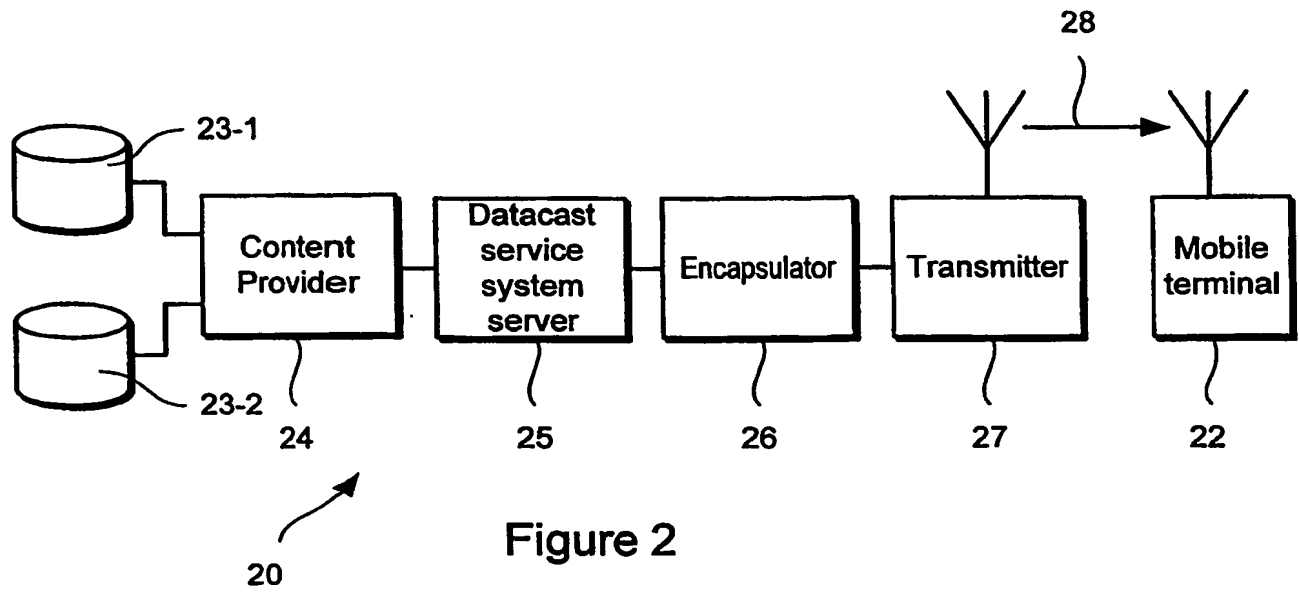 28
23-1
Content
Provider
Datacast
service
system
server
Encapsulator
Transmitter
Mobile
terminal
23-2
24
25
26
27
22
20
Figure 2